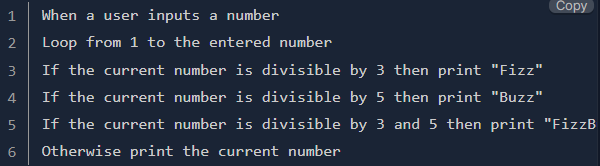 Copy
1 When a user inputs a number
2 Loop from 1 to the entered number
3 If the current number is divisible by 3 then print "Fizz"
4 If the current number is divisible by 5 then print "Buzz"
5 If the current number is divisible by 3 and 5 then print "FizzB
6 Otherwise print the current number